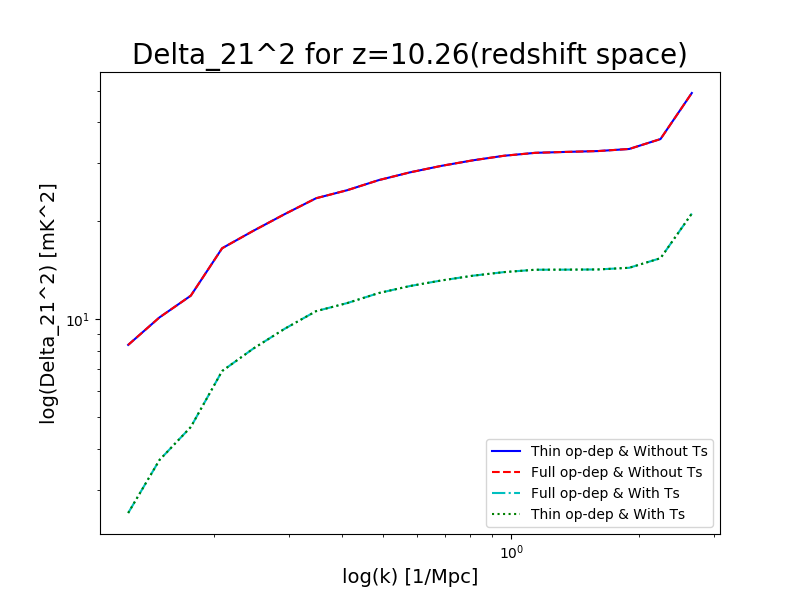 Delta_21^2 for z=10.26(redshift space)
log(Delta_21^2) [mK^2]
10^1
10^0
log(k) [1/Mpc]
Thin op-dep & Without Ts
Full op-dep & Without Ts
Full op-dep & With Ts
Thin op-dep & With Ts